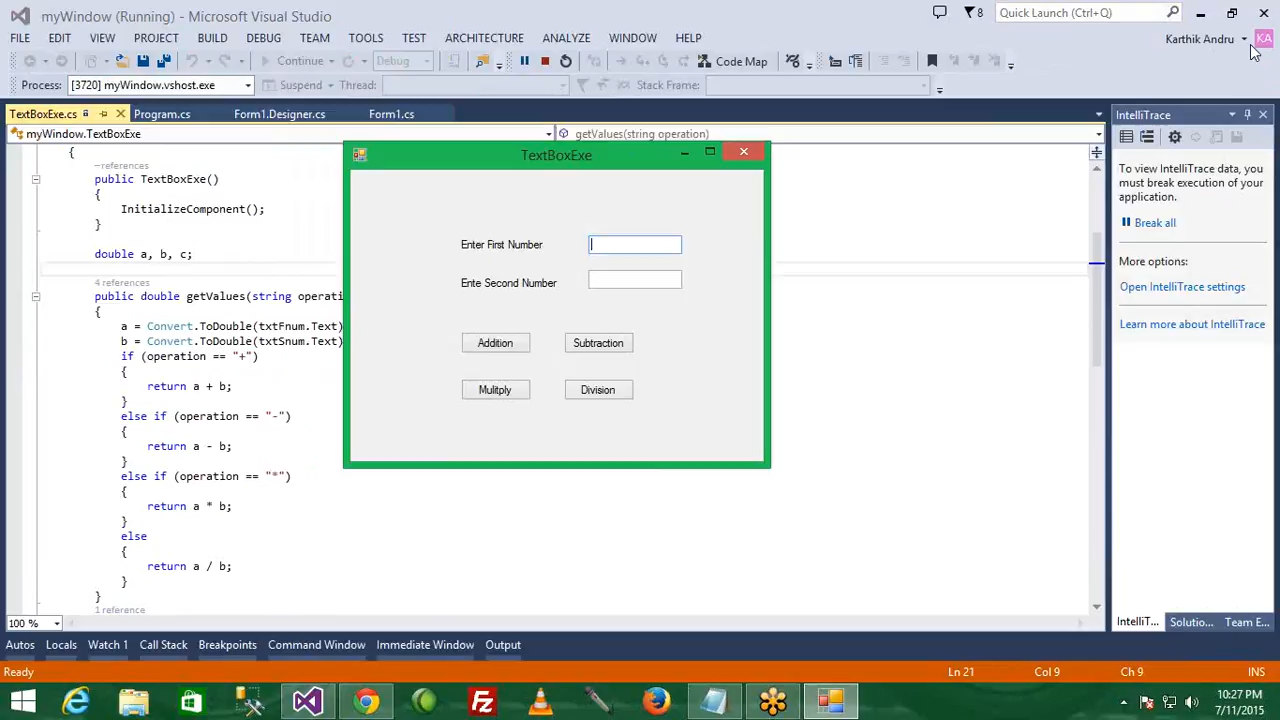 myWindow (Running) - Microsoft Visual Studio
8
Quick Launch (Ctrl+Q)
FILE EDIT VIEW PROJECT BUILD DEBUG TEAM TOOLS TEST ARCHITECTURE ANALYZE WINDOW HELP
Karthik Andru
KA
Continue
Debug
Code Map
Process: [3720] myWindow.vshost.exe
Suspend
Thread:
Stack Frame:
TextBoxExe.cs
Program.cs
Form1.Designer.cs
Form1.cs
IntelliTrace
myWindow.TextBoxExe
getValues(string operation)
{
references
public TextBoxExe()
{
InitializeComponent();
}
double a, b, c;
4 references
public double getValues(string operation
{
a = Convert.ToDouble(txtFnum.Text)
b = Convert.ToDouble(txtSnum.Text)
if (operation == "+")
{
return a + b;
}
else if (operation == "-")
{
return a - b;
}
else if (operation == "*")
{
return a * b;
}
else
{
return a / b;
}
}
1 reference
TextBoxExe
Enter First Number
Ente Second Number
Addition
Subtraction
Mulitply
Division
To view IntelliTrace data, you
must break execution of your
application.
Break all
More options:
Open IntelliTrace settings
Learn more about IntelliTrace
100 %
IntelliT...
Solutio...
Team E...
Autos Locals Watch 1 Call Stack Breakpoints Command Window Immediate Window Output
Ready
Ln 21
Col 9
Ch 9
INS
10:27 PM
7/11/2015